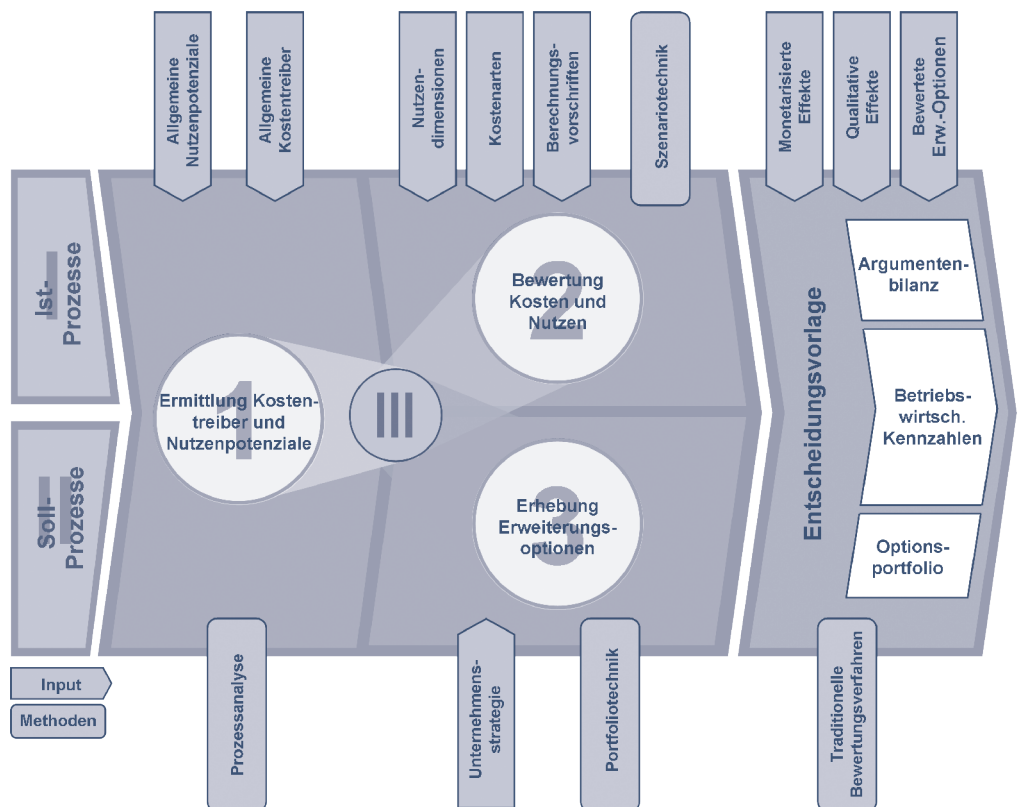 Allgemeine
Nutzenpotenziale
Allgemeine
Kostentreiber
Nutzen-
dimensionen
Kostenarten
Berechnungs-
vorschriften
Szenariotechnik
Monetarisierte
Effekte
Qualitative
Effekte
Bewertete
Erw.-Optionen
Ist-
Prozesse
Soll-
Prozesse
1
Ermittlung Kosten-
treiber und
Nutzenpotenziale
III
2
Bewertung
Kosten und
Nutzen
3
Erhebung
Erweiterungs-
optionen
Entscheidungsvorlage
Argumenten-
bilanz
Betriebs-
wirtsch.
Kennzahlen
Options-
portfolio
Input
Methoden
Prozessanalyse
Unternehmens-
strategie
Portfoliotechnik
Traditionelle
Bewertungsverfahren